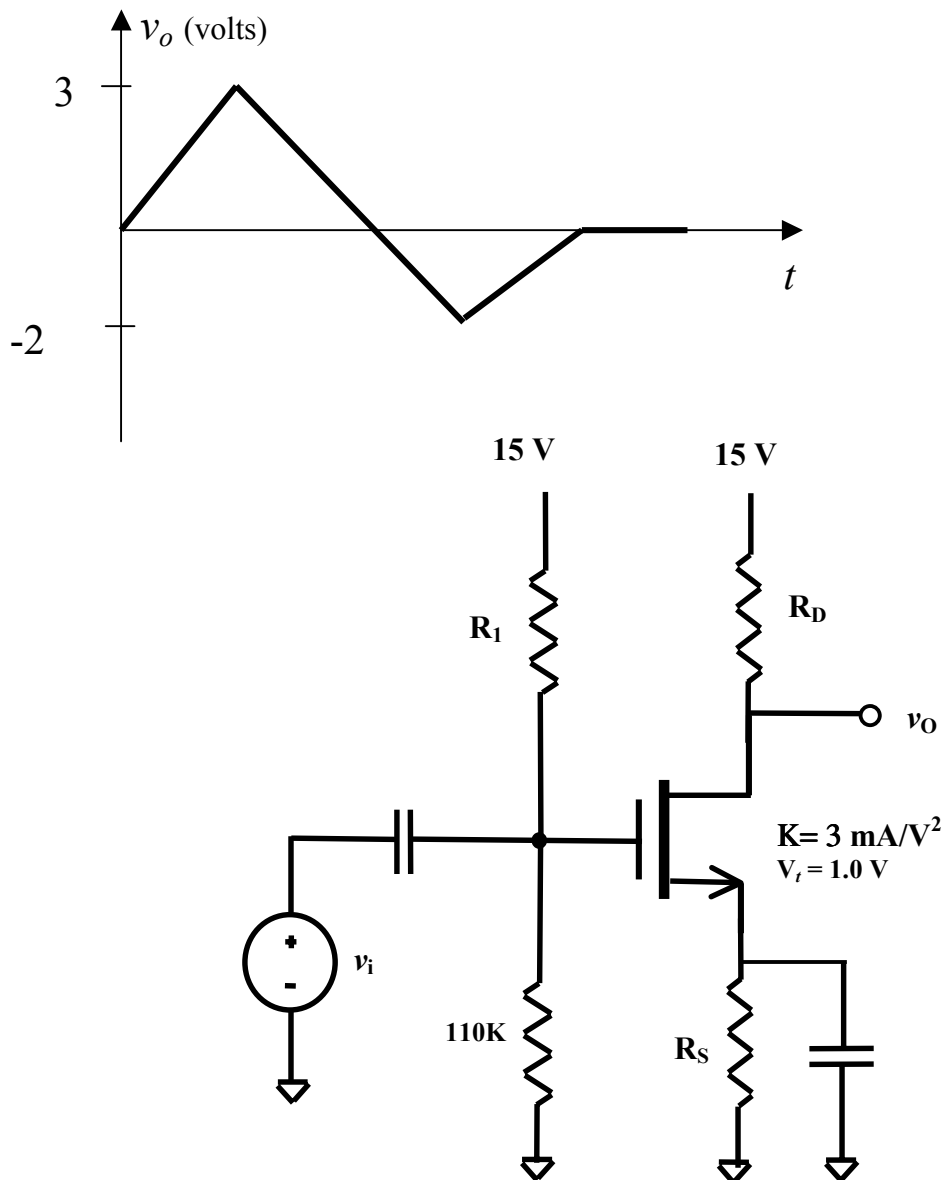 v_o (volts)
3
-2
t
15 V 15 V
R_1
R_D
v_O
K= 3 mA/V^2
V_t = 1.0 V
+
-
v_i
110K
R_S